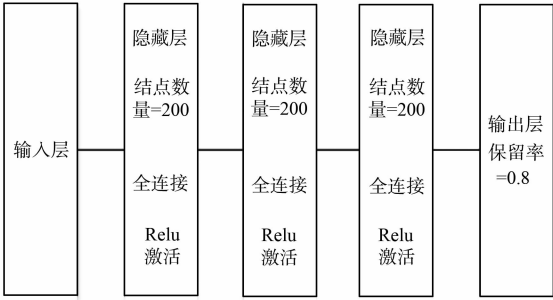 输入层
隐藏层
结点数
量=200
全连接
Relu
激活
隐藏层
结点数
量=200
全连接
Relu
激活
隐藏层
结点数
量=200
全连接
Relu
激活
输出层
保留率
=0.8